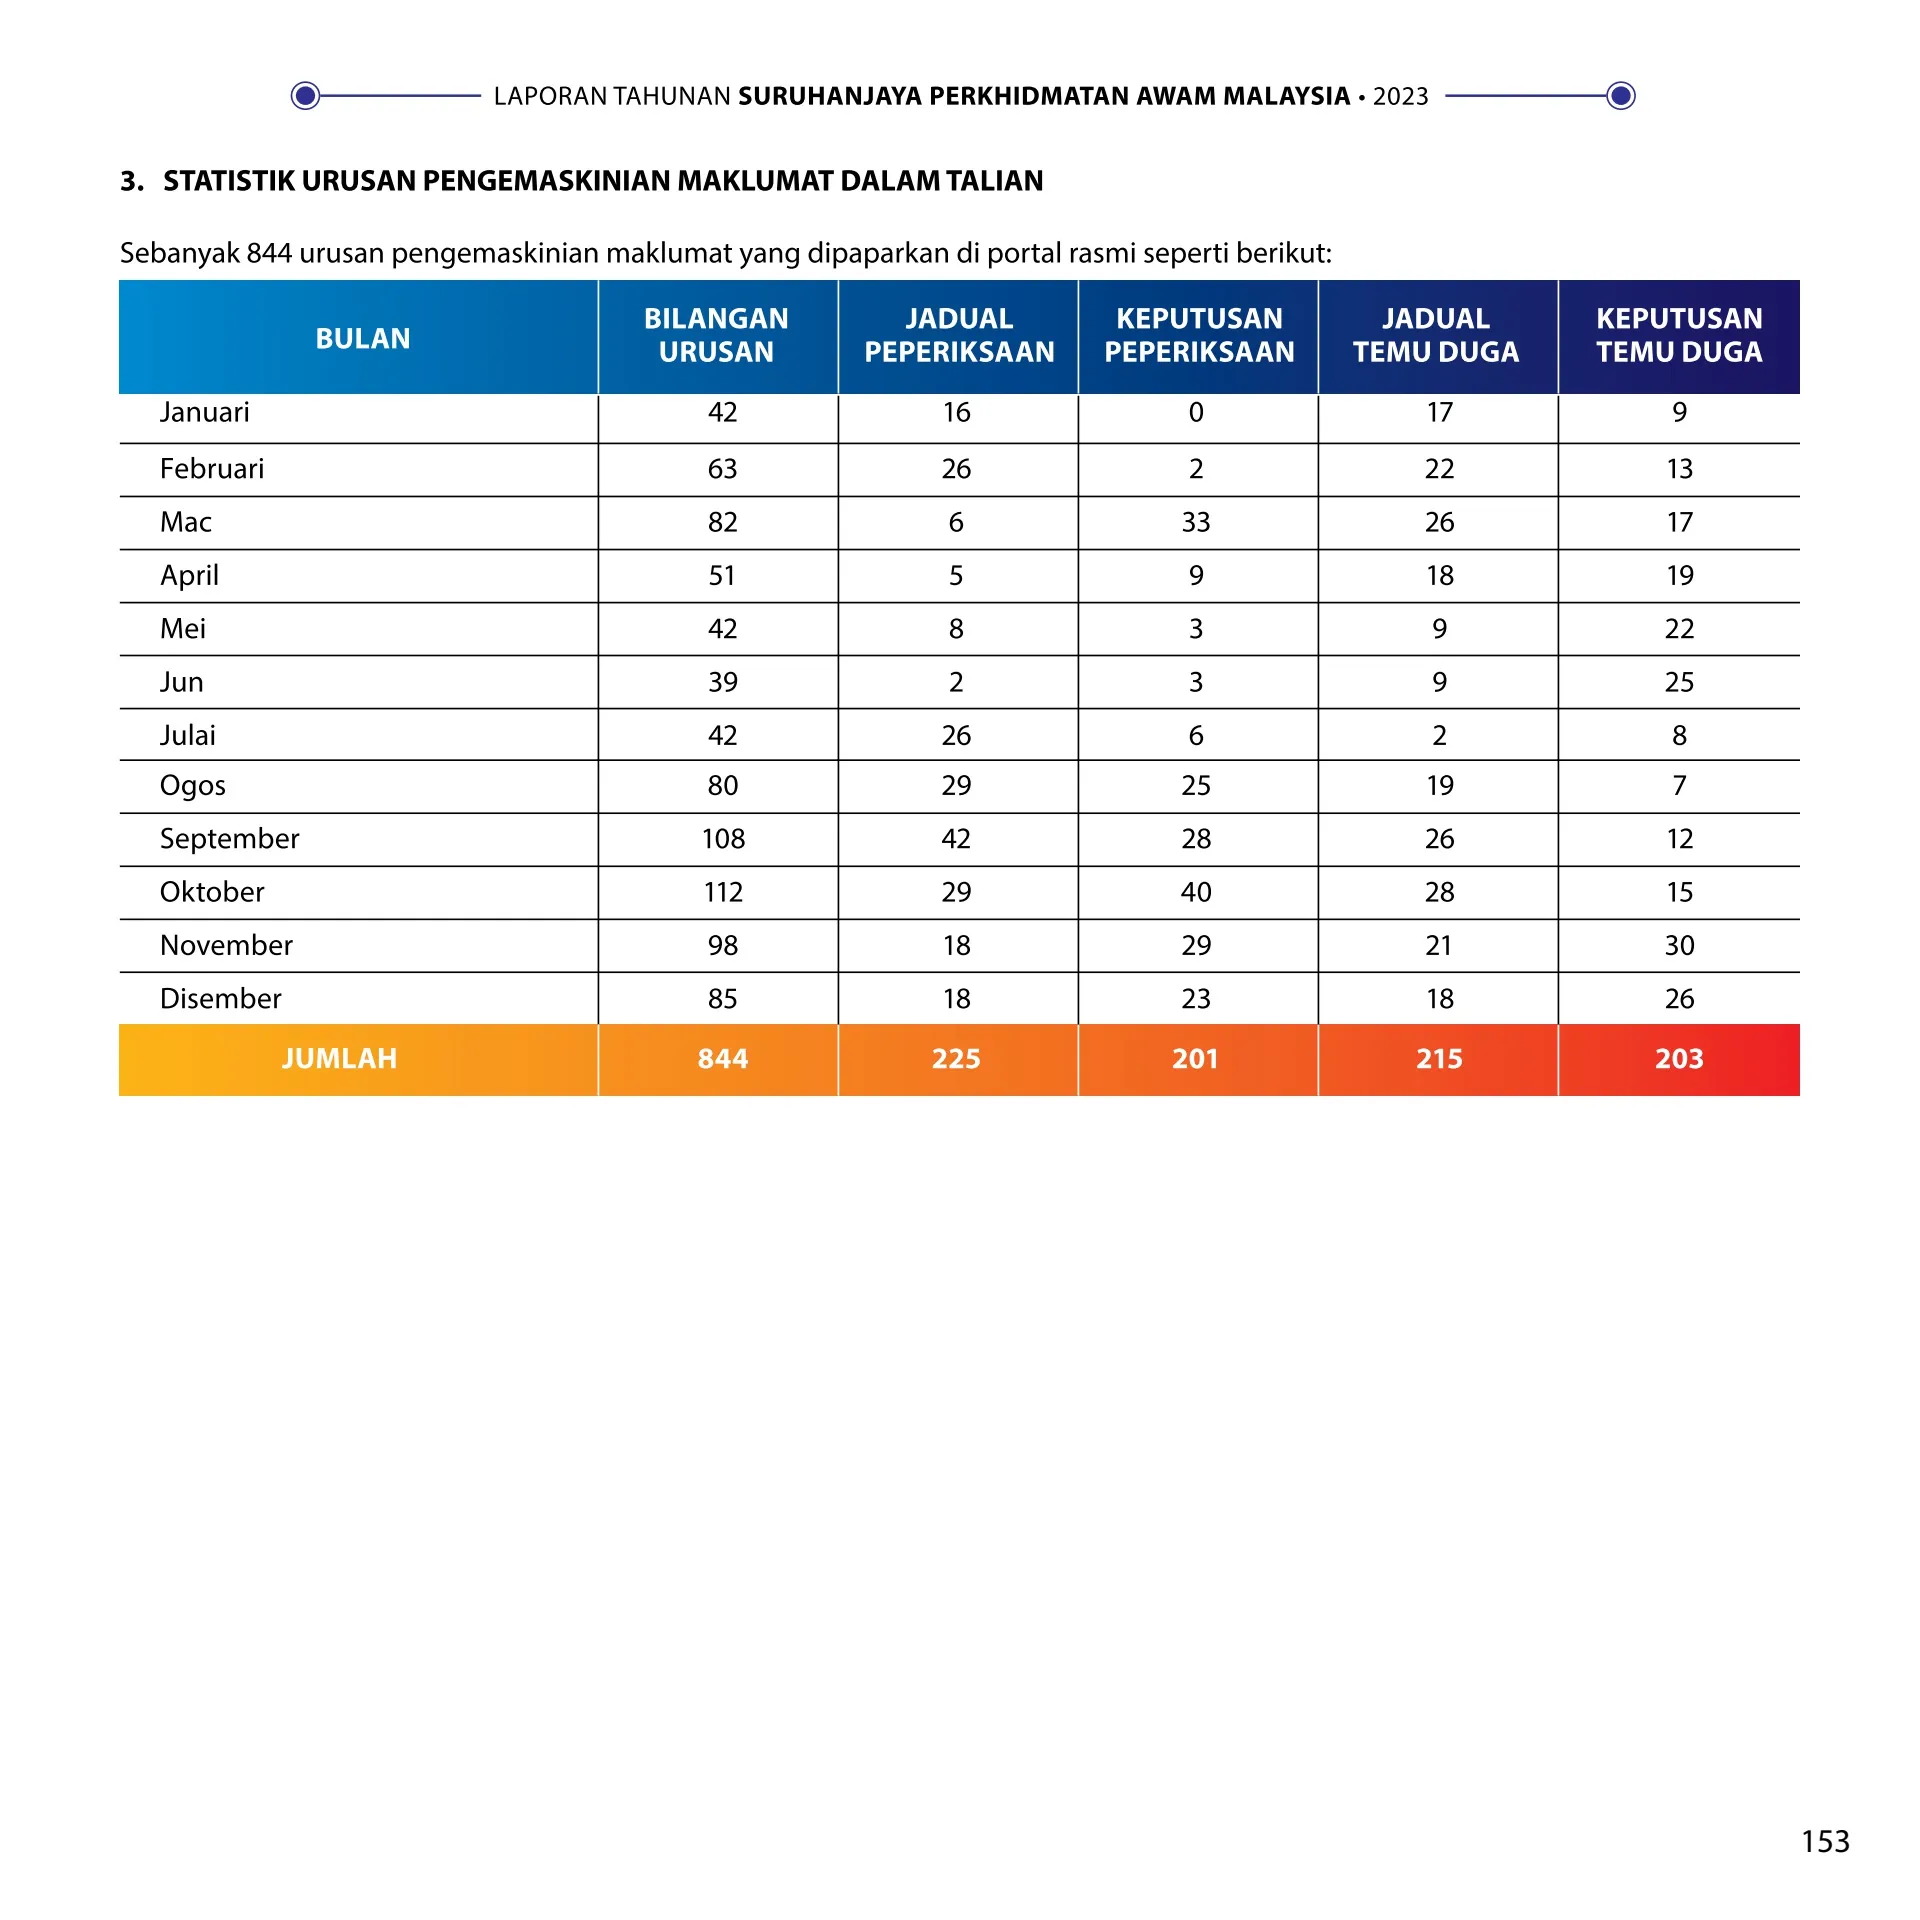 LAPORAN TAHUNAN SURUHANJAYA PERKHIDMATAN AWAM MALAYSIA • 2023
3. STATISTIK URUSAN PENGEMASKINIAN MAKLUMAT DALAM TALIAN
Sebanyak 844 urusan pengemaskinian maklumat yang dipaparkan di portal rasmi seperti berikut:
BULAN BILANGAN URUSAN JADUAL PEPERIKSAAN KEPUTUSAN PEPERIKSAAN JADUAL TEMU DUGA KEPUTUSAN TEMU DUGA
Januari 42 16 0 17 9
Februari 63 26 2 22 13
Mac 82 6 33 26 17
April 51 5 9 18 19
Mei 42 8 3 9 22
Jun 39 2 3 9 25
Julai 42 26 6 2 8
Ogos 80 29 25 19 7
September 108 42 28 26 12
Oktober 112 29 40 28 15
November 98 18 29 21 30
Disember 85 18 23 18 26
JUMLAH 844 225 201 215 203
153